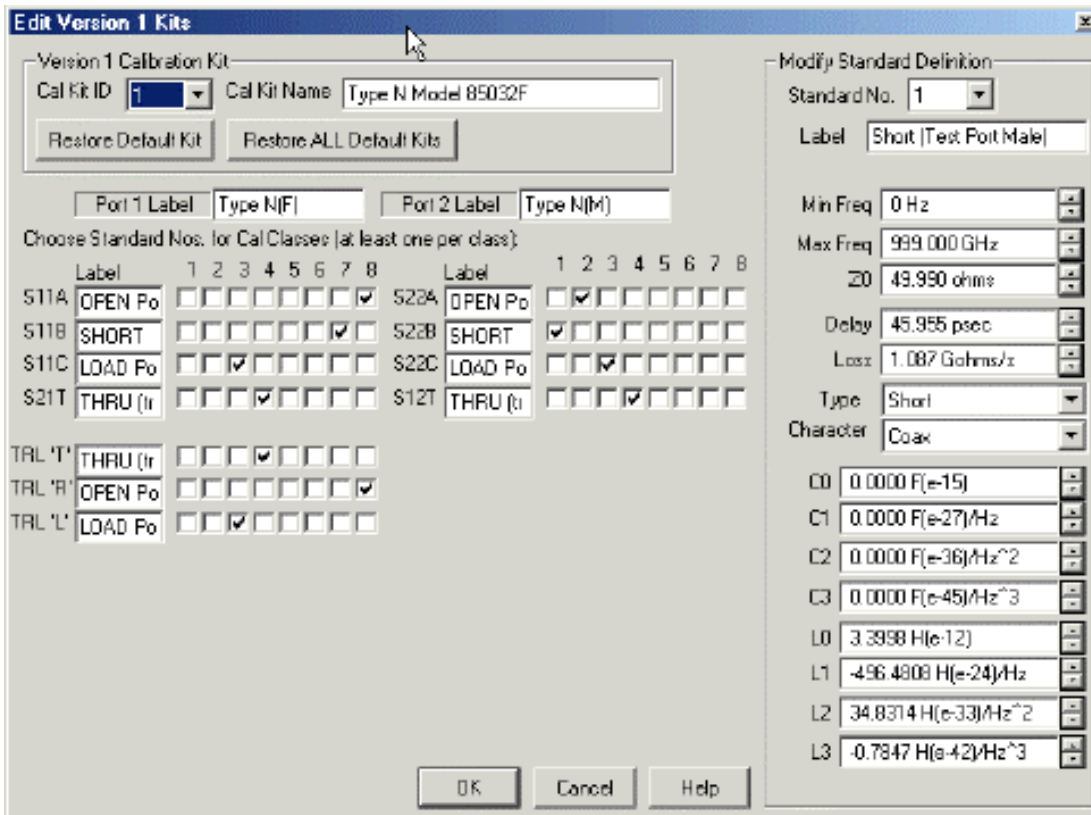 Edit Version 1 Kits
Version 1 Calibration Kit
Cal Kit ID 1 Cal Kit Name Type N Model 85032F
Restore Default Kit Restore ALL Default Kits
Port 1 Label Type N(F) Port 2 Label Type N(M)
Choose Standard Nos. for Cal Classes (at least one per class):
Label 1 2 3 4 5 6 7 8 Label 1 2 3 4 5 6 7 8
S11A OPEN Po S22A OPEN Po
S11B SHORT S22B SHORT
S11C LOAD Po S22C LOAD Po
S21T THRU (tr S12T THRU (tr
TRL 'T' THRU (tr
TRL 'R' OPEN Po
TRL 'L' LOAD Po
OK Cancel Help
Modify Standard Definition
Standard No. 1
Label Short (Test Port Male)
Min Freq 0 Hz
Max Freq 999.000 GHz
Z0 49.990 ohms
Delay 45.955 psec
Loss 1.087 Gohms/s
Type Short
Character Coax
C0 0.0000 F(e-15)
C1 0.0000 F(e-27)/Hz
C2 0.0000 F(e-36)/Hz^2
C3 0.0000 F(e-45)/Hz^3
L0 3.3998 H(e-12)
L1 -496.4808 H(e-24)/Hz
L2 34.8314 H(e-33)/Hz^2
L3 -0.7847 H(e-42)/Hz^3